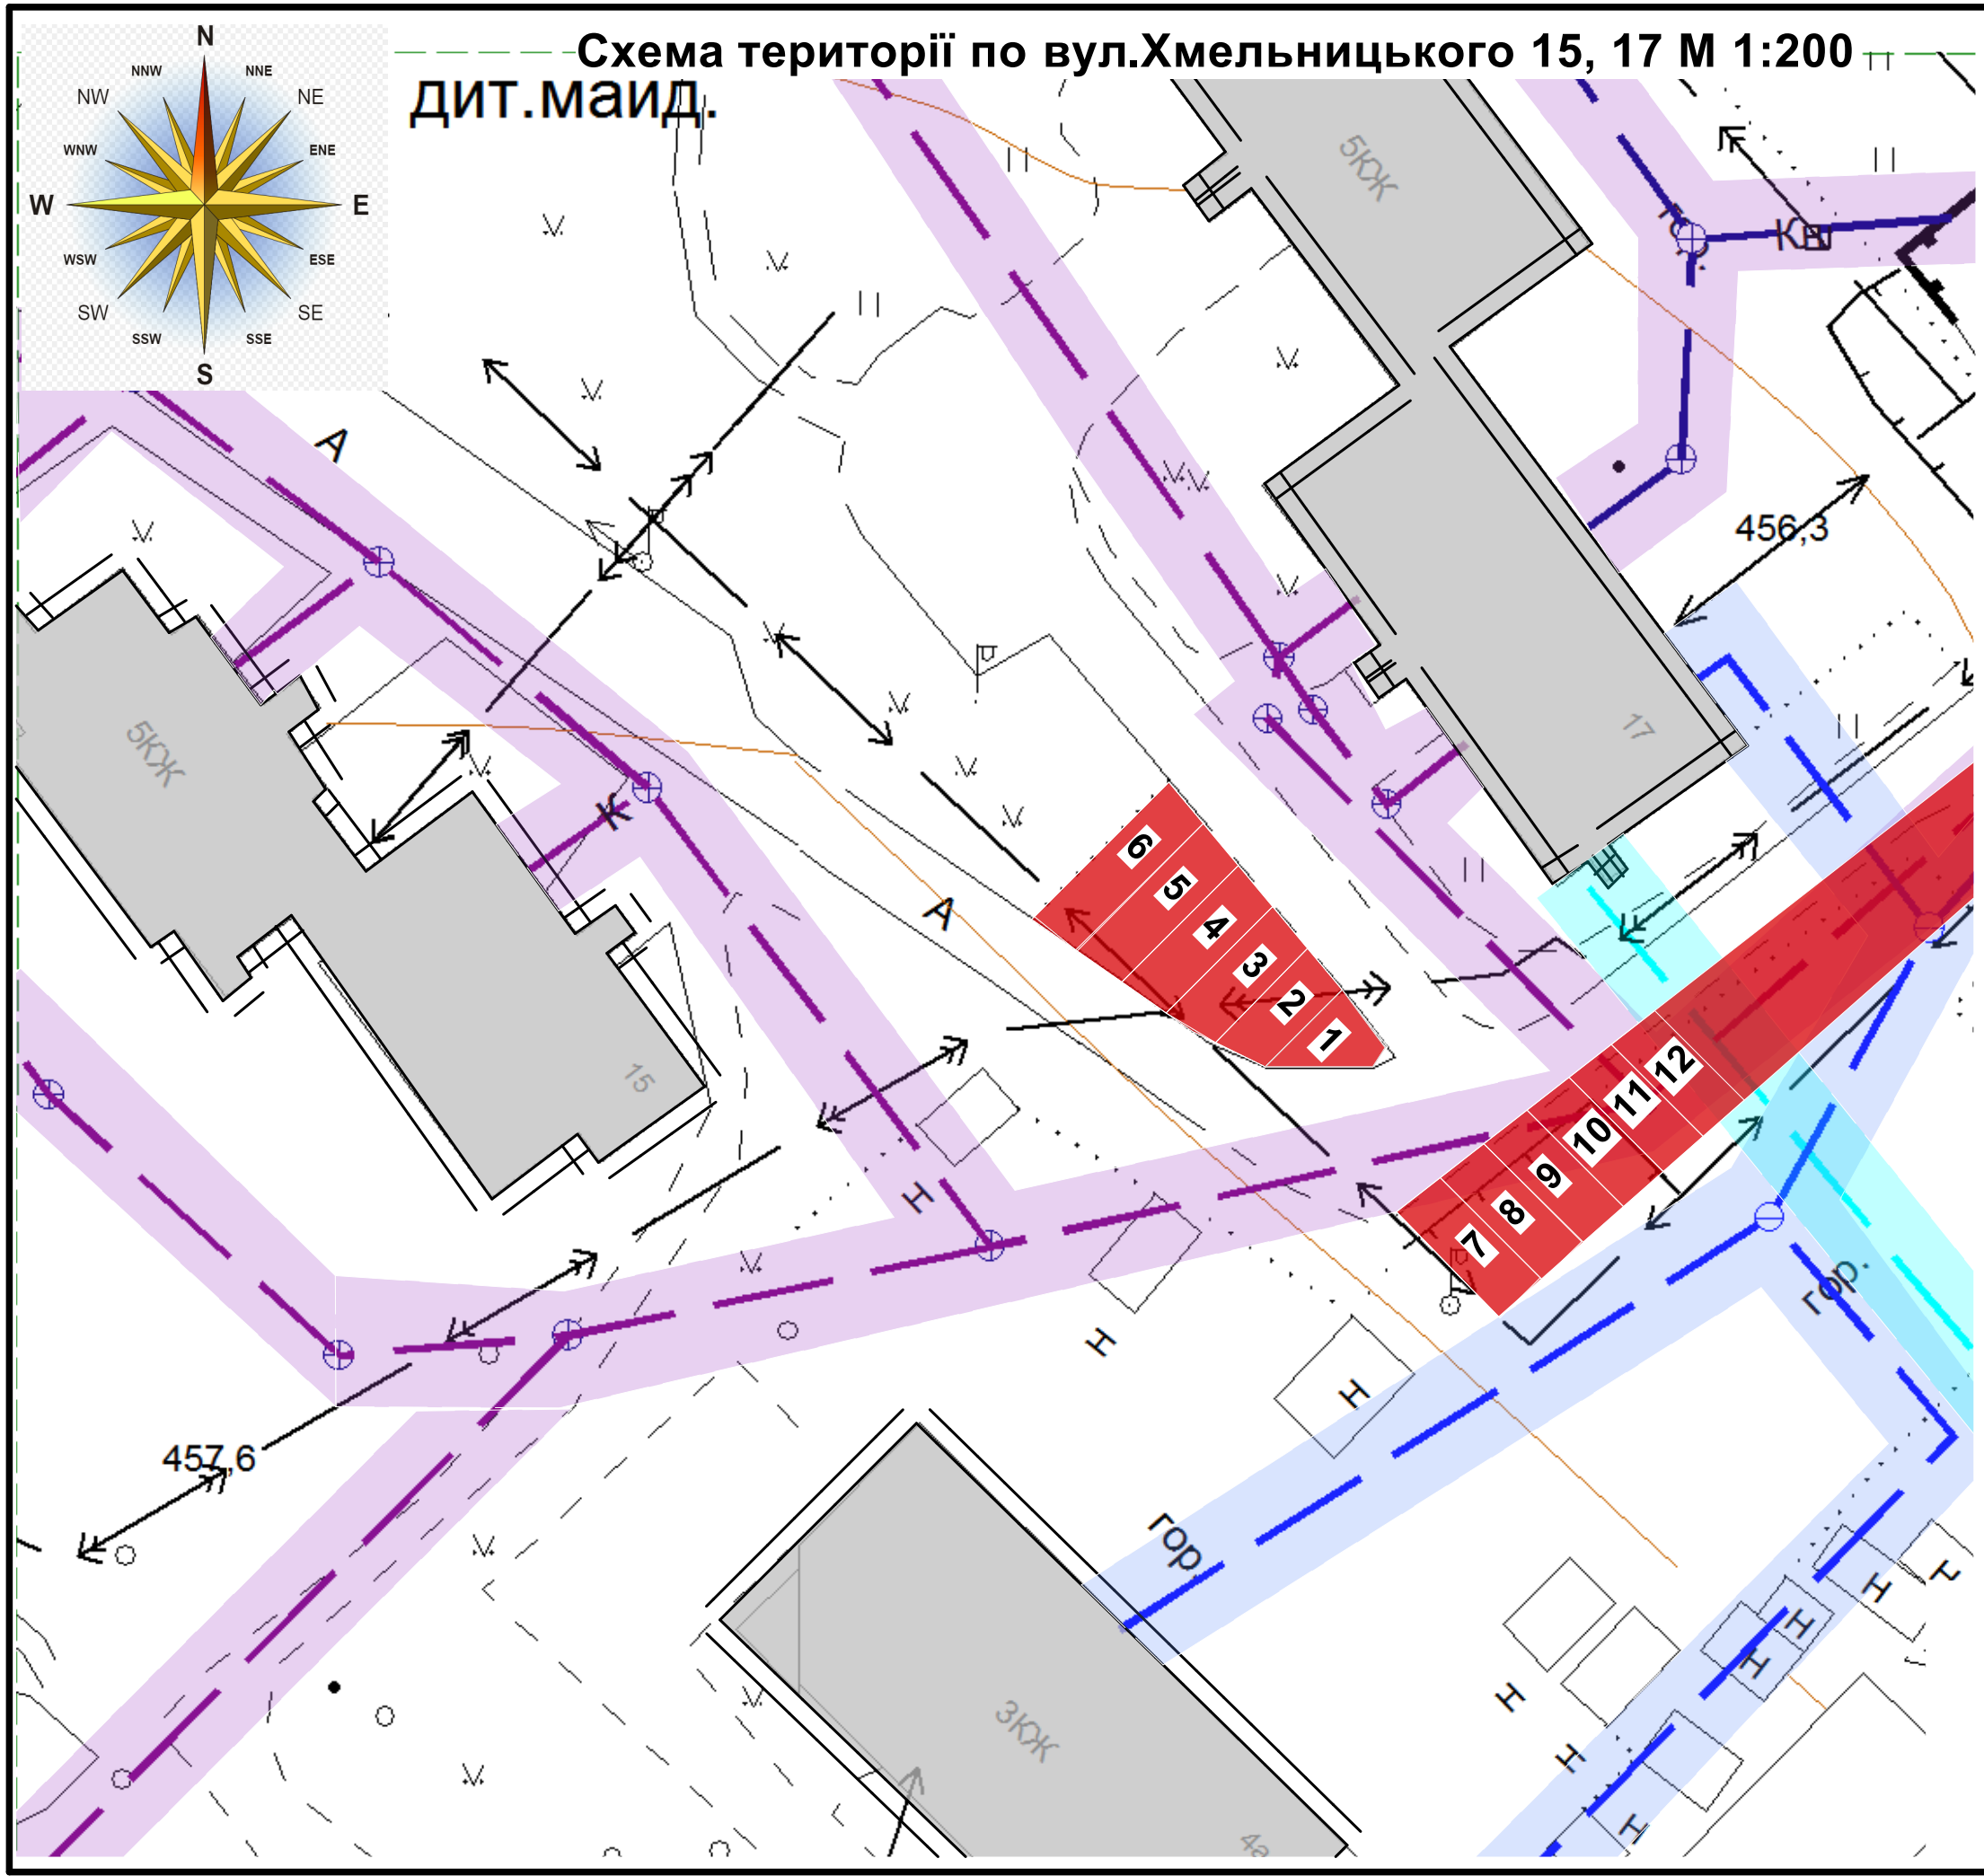 Схема території по вул.Хмельницького 15, 17 М 1:200
дит.маид.
N
NNW
NNE
NW
NE
WNW
ENE
W
E
WSW
ESE
SW
SE
SSW
SSE
S
5КЖ
К
гор.
А
456,3
17
5КЖ
К
6
5
4
3
2
1
А
15
12
11
10
9
8
7
Н
Н
гор.
Н
457,6
гор.
Н
Н
Н
Н
Н
Н
Н
3КЖ
4а